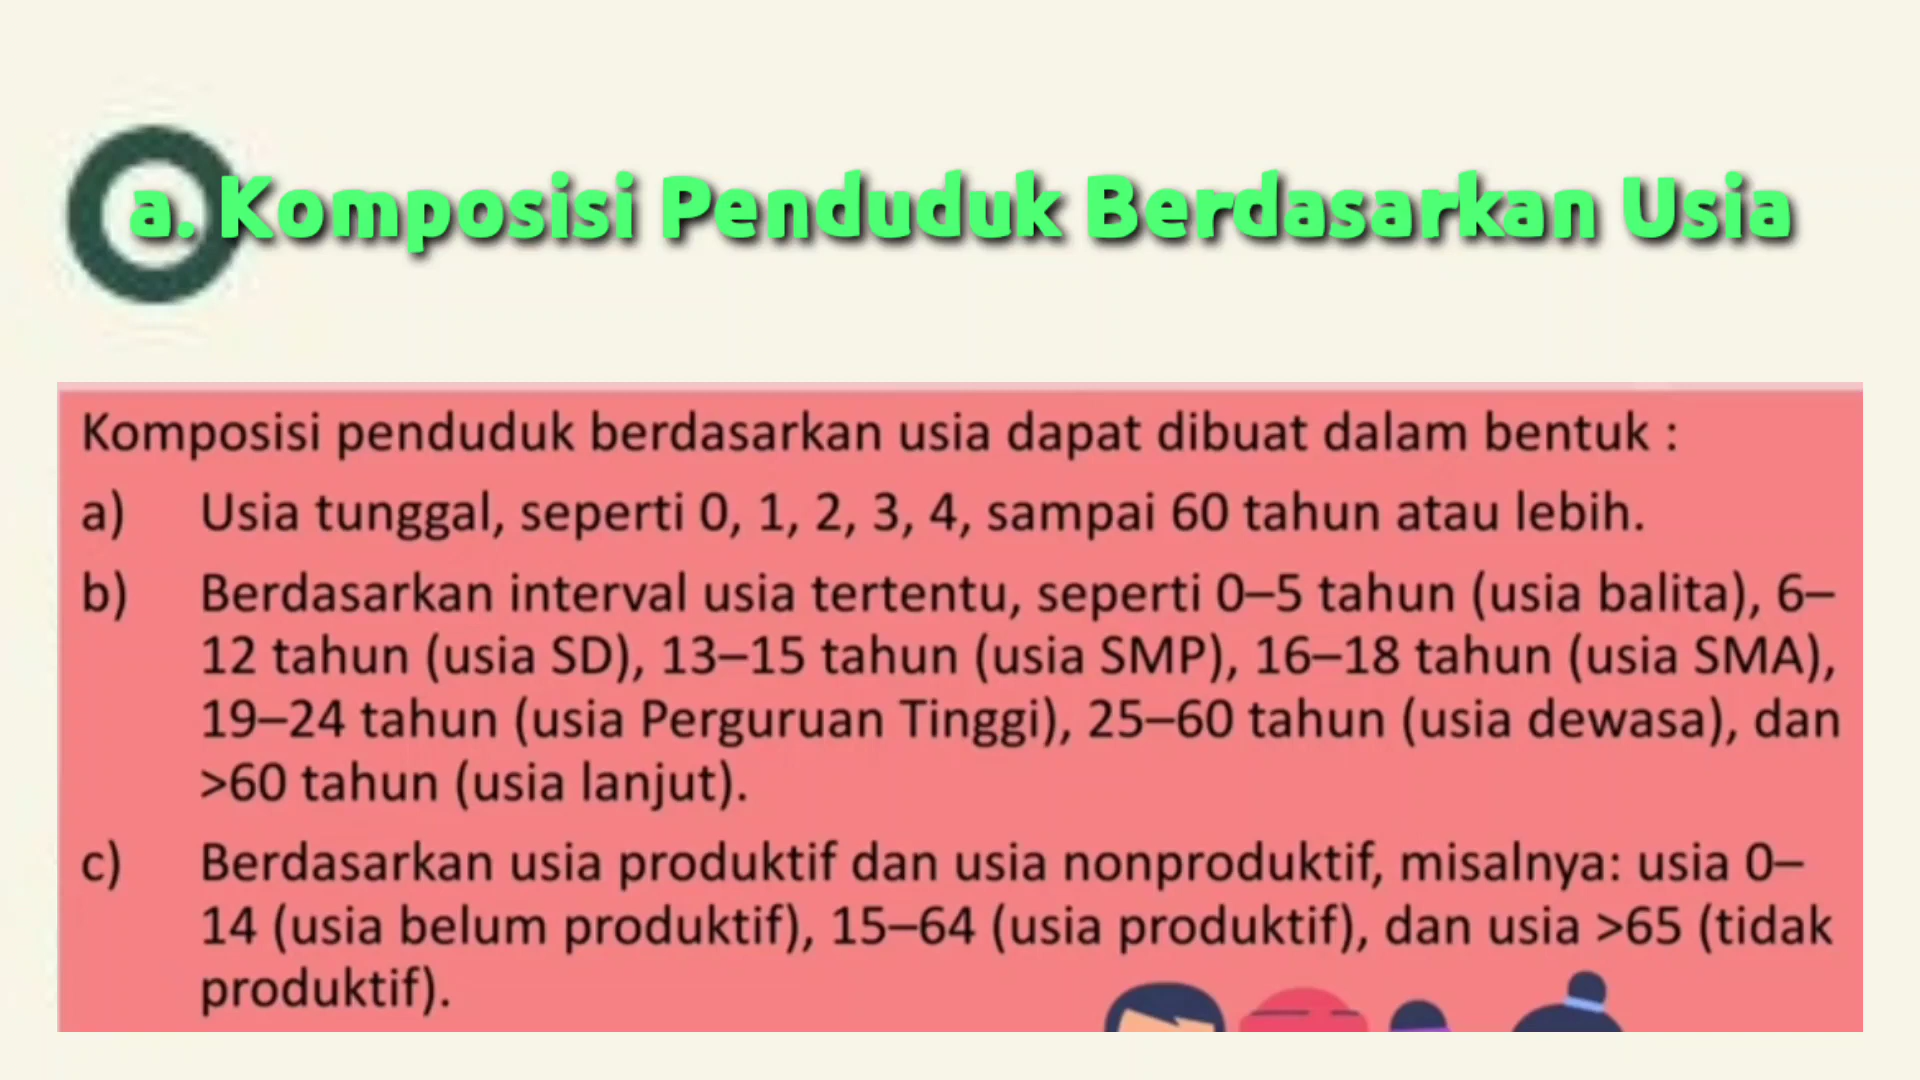 a. Komposisi Penduduk Berdasarkan Usia
Komposisi penduduk berdasarkan usia dapat dibuat dalam bentuk :
a) Usia tunggal, seperti 0, 1, 2, 3, 4, sampai 60 tahun atau lebih.
b) Berdasarkan interval usia tertentu, seperti 0–5 tahun (usia balita), 6–
12 tahun (usia SD), 13–15 tahun (usia SMP), 16–18 tahun (usia SMA),
19–24 tahun (usia Perguruan Tinggi), 25–60 tahun (usia dewasa), dan
>60 tahun (usia lanjut).
c) Berdasarkan usia produktif dan usia nonproduktif, misalnya: usia 0–
14 (usia belum produktif), 15–64 (usia produktif), dan usia >65 (tidak
produktif).